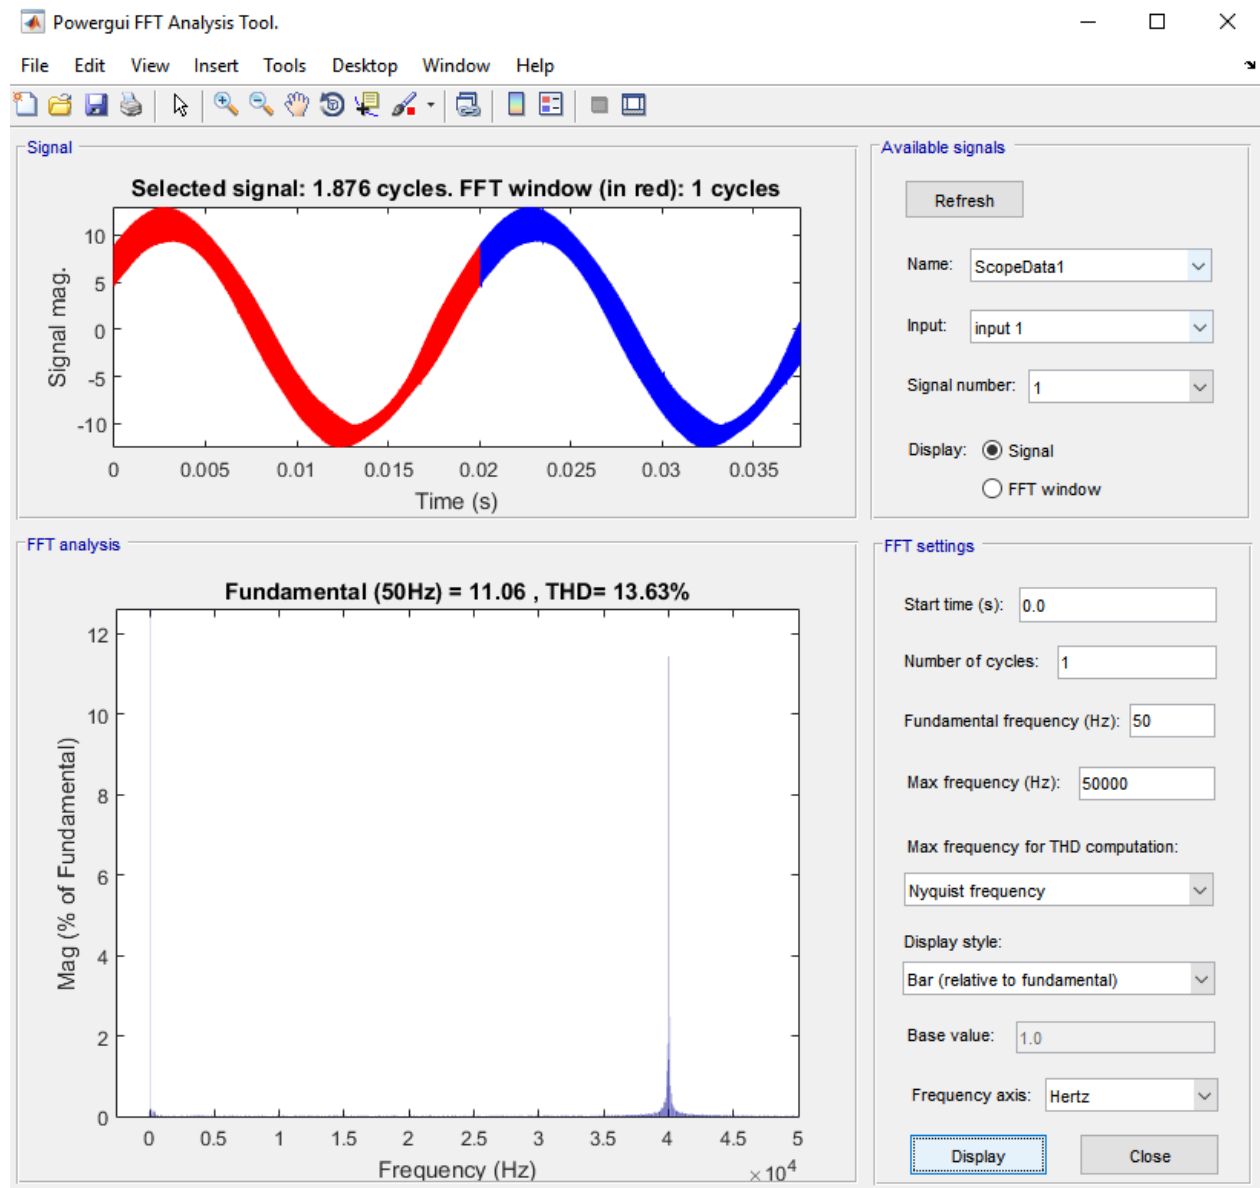 Powergui FFT Analysis Tool.
File Edit View Insert Tools Desktop Window Help
Signal
Selected signal: 1.876 cycles. FFT window (in red): 1 cycles
10
5
0
-5
-10
Signal mag.
0 0.005 0.01 0.015 0.02 0.025 0.03 0.035
Time (s)
Available signals
Refresh
Name: ScopeData1
Input: input 1
Signal number: 1
Display: Signal
FFT window
FFT analysis
Fundamental (50Hz) = 11.06 , THD= 13.63%
12
10
8
6
4
2
0
Mag (% of Fundamental)
0 0.5 1 1.5 2 2.5 3 3.5 4 4.5 5
Frequency (Hz) ×10^4
FFT settings
Start time (s): 0.0
Number of cycles: 1
Fundamental frequency (Hz): 50
Max frequency (Hz): 50000
Max frequency for THD computation:
Nyquist frequency
Display style:
Bar (relative to fundamental)
Base value: 1.0
Frequency axis: Hertz
Display Close